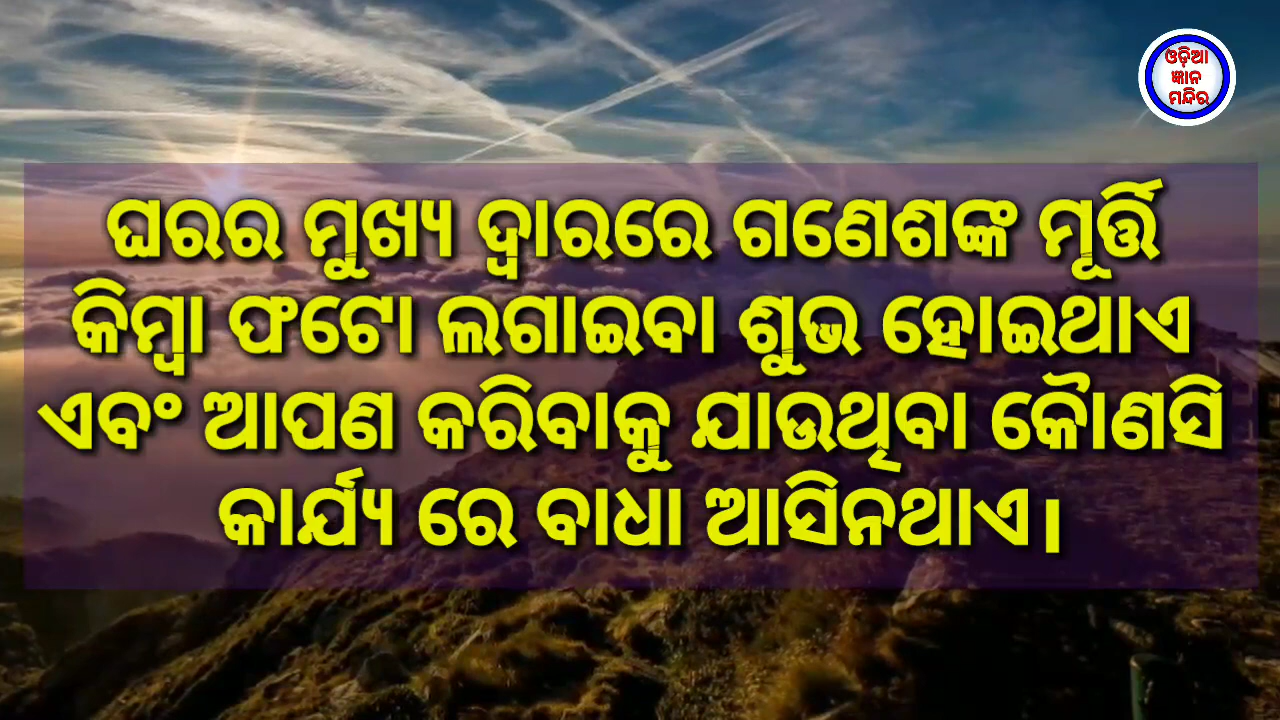 ଓଡ଼ିଆ
ଜ୍ଞାନ
ମନ୍ଦିର
ଘରର ମୁଖ୍ୟ ଦ୍ୱାରରେ ଗଣେଶଙ୍କ ମୂର୍ତ୍ତି
କିମ୍ବା ଫଟୋ ଲଗାଇବା ଶୁଭ ହୋଇଥାଏ
ଏବଂ ଆପଣ କରିବାକୁ ଯାଉଥିବା କୌଣସି
କାର୍ଯ୍ୟ ରେ ବାଧା ଆସିନଥାଏ।